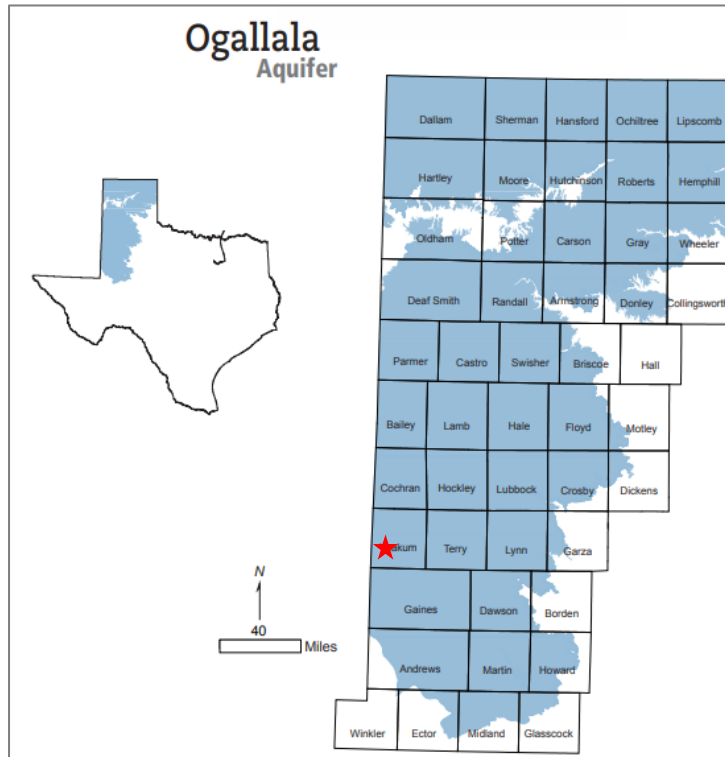 Ogallala
Aquifer
Dallam Sherman Hansford Ochiltree Lipscomb
Hartley Moore Hutchinson Roberts Hemphill
Oldham Potter Carson Gray Wheeler
Deaf Smith Randall Armstrong Donley Collingsworth
Parmer Castro Swisher Briscoe Hall
Bailey Lamb Hale Floyd Motley
Cochran Hockley Lubbock Crosby Dickens
Terry Lynn Garza
N
40
Miles
Gaines Dawson Borden
Andrews Martin Howard
Winkler Ector Midland Glasscock